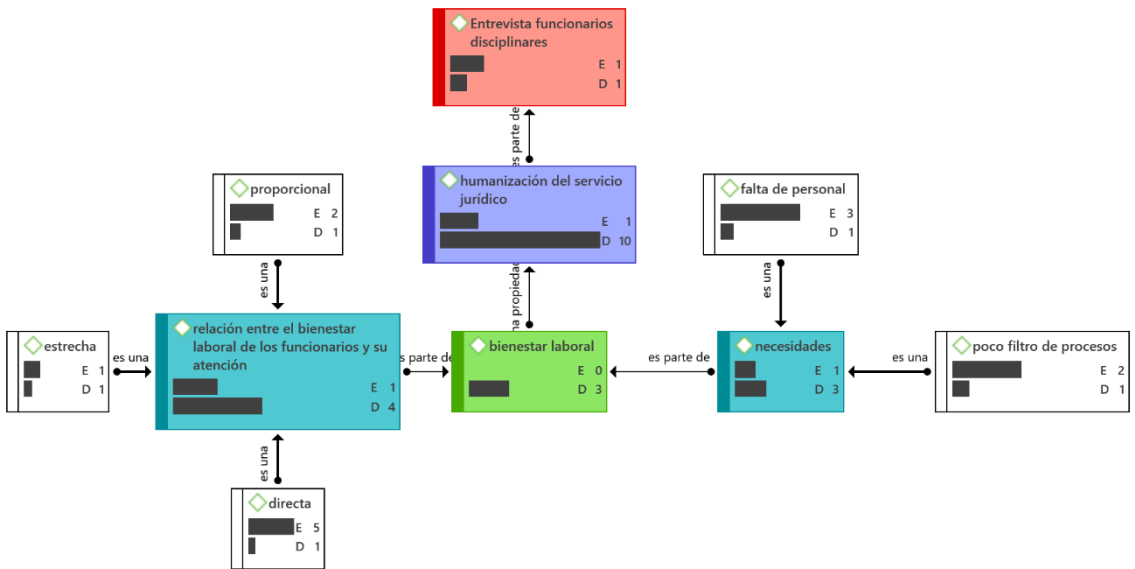 Entrevista funcionarios
disciplinares
E 1
D 1
es parte de
humanización del servicio
jurídico
E 1
D 10
propiedad
proporcional
E 2
D 1
es una
falta de personal
E 3
D 1
es una
estrecha
E 1
D 1
es una
relación entre el bienestar
laboral de los funcionarios y su
atención
E 1
D 4
s parte de
bienestar laboral
E 0
D 3
es parte de
necesidades
E 1
D 3
es una
poco filtro de procesos
E 2
D 1
es una
directa
E 5
D 1